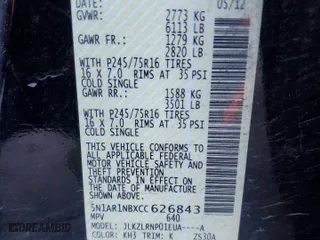 05/12
GVWR: 2773 KG
6113 LB
GAWR FR: 1279 KG
2820 LB
WITH P245/75R16 TIRES
16 X 7.0 RIMS AT 35 PSI
COLD SINGLE
GAWR RR: 1588 KG
3501 LB
WITH P245/75R16 TIRES
16 X 7.0 RIMS AT 35 PSI
COLD SINGLE
THIS VEHICLE CONFORMS TO ALL
APPLICABLE FEDERAL
MOTOR VEHICLE SAFETY AND
THEFT PREVENTION STANDARDS
IN EFFECT ON THE DATE OF
MANUFACTURE SHOWN ABOVE.
5N1AR1NBXCC626843
MPV 640
MODEL: JLKZLRNP01EUA----A
COLOR: KH3 TRIM: K ZS30A